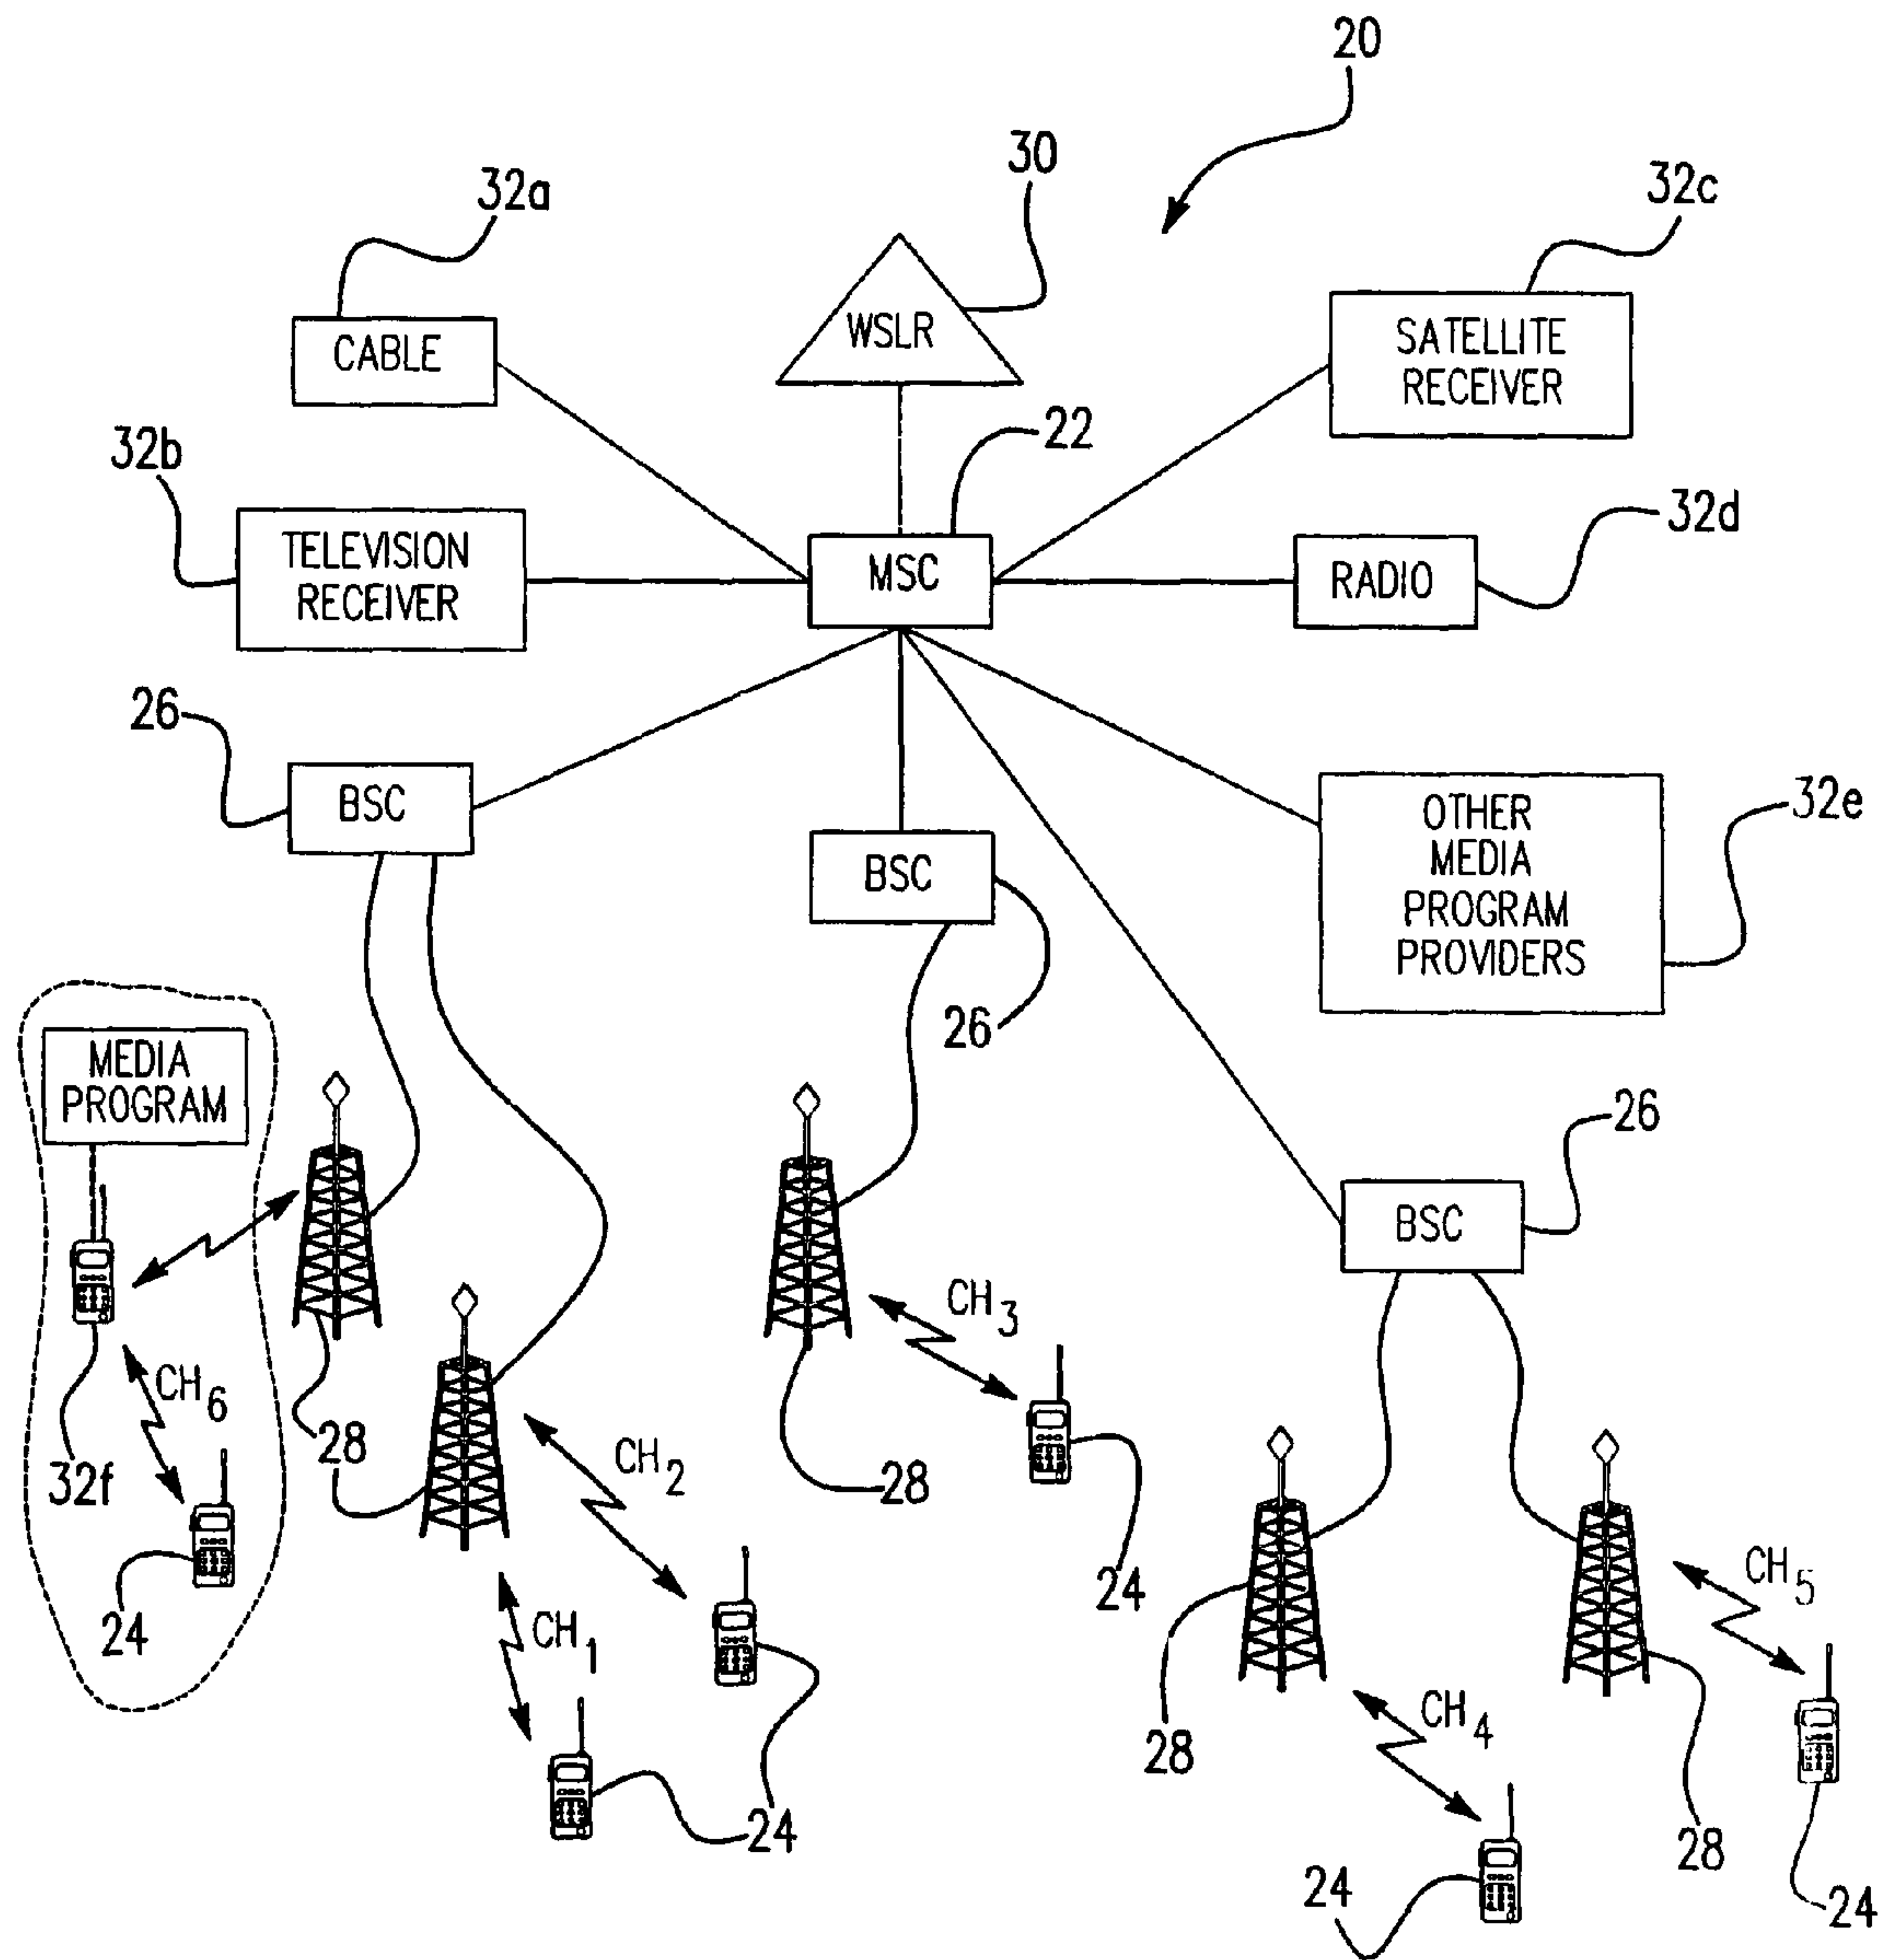 20
30
32a
32c
WSLR
CABLE
SATELLITE
RECEIVER
22
32b
32d
TELEVISION
RECEIVER
MSC
RADIO
26
BSC
OTHER
MEDIA
PROGRAM
PROVIDERS
32e
BSC
26
MEDIA
PROGRAM
26
BSC
CH3
CH6
28
CH2
32f
28
24
24
CH1
CH5
CH4
28
24
28
24
24